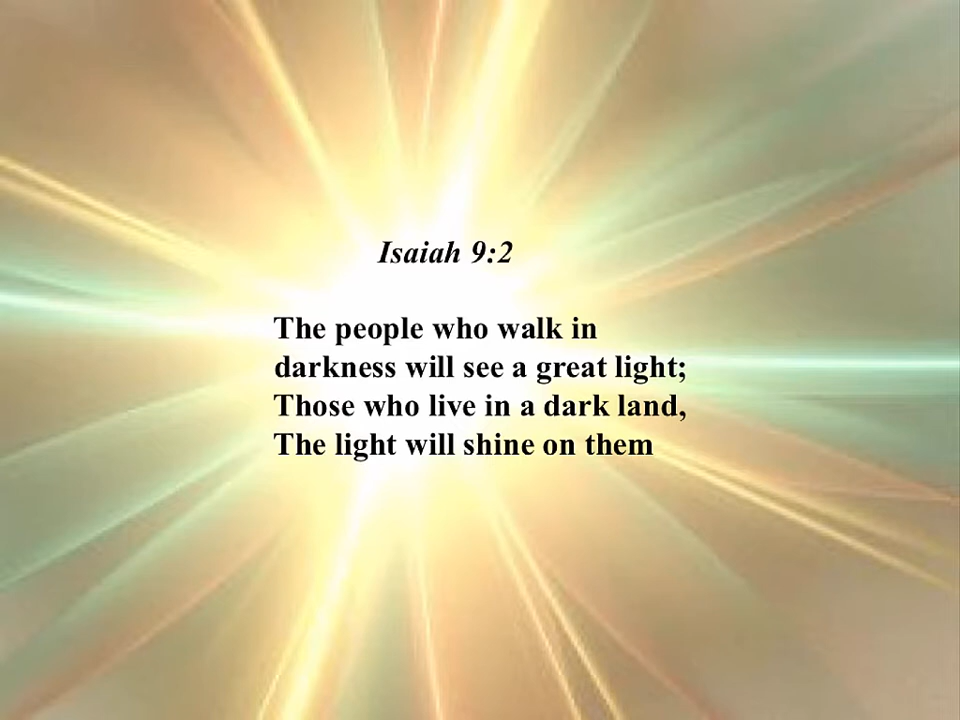 Isaiah 9:2
The people who walk in
darkness will see a great light;
Those who live in a dark land,
The light will shine on them